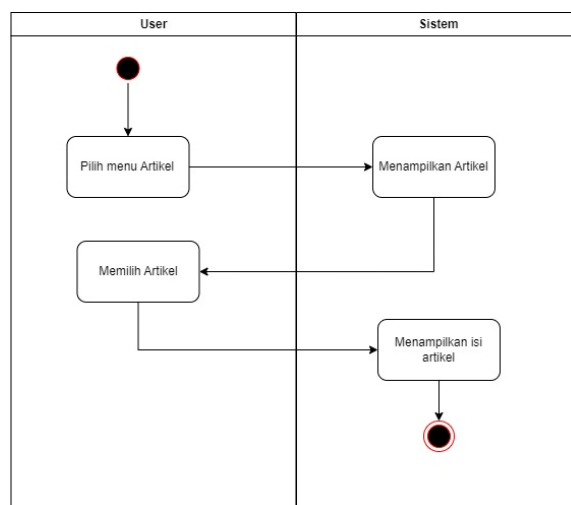 User
Sistem
Pilih menu Artikel
Menampilkan Artikel
Memilih Artikel
Menampilkan isi
artikel